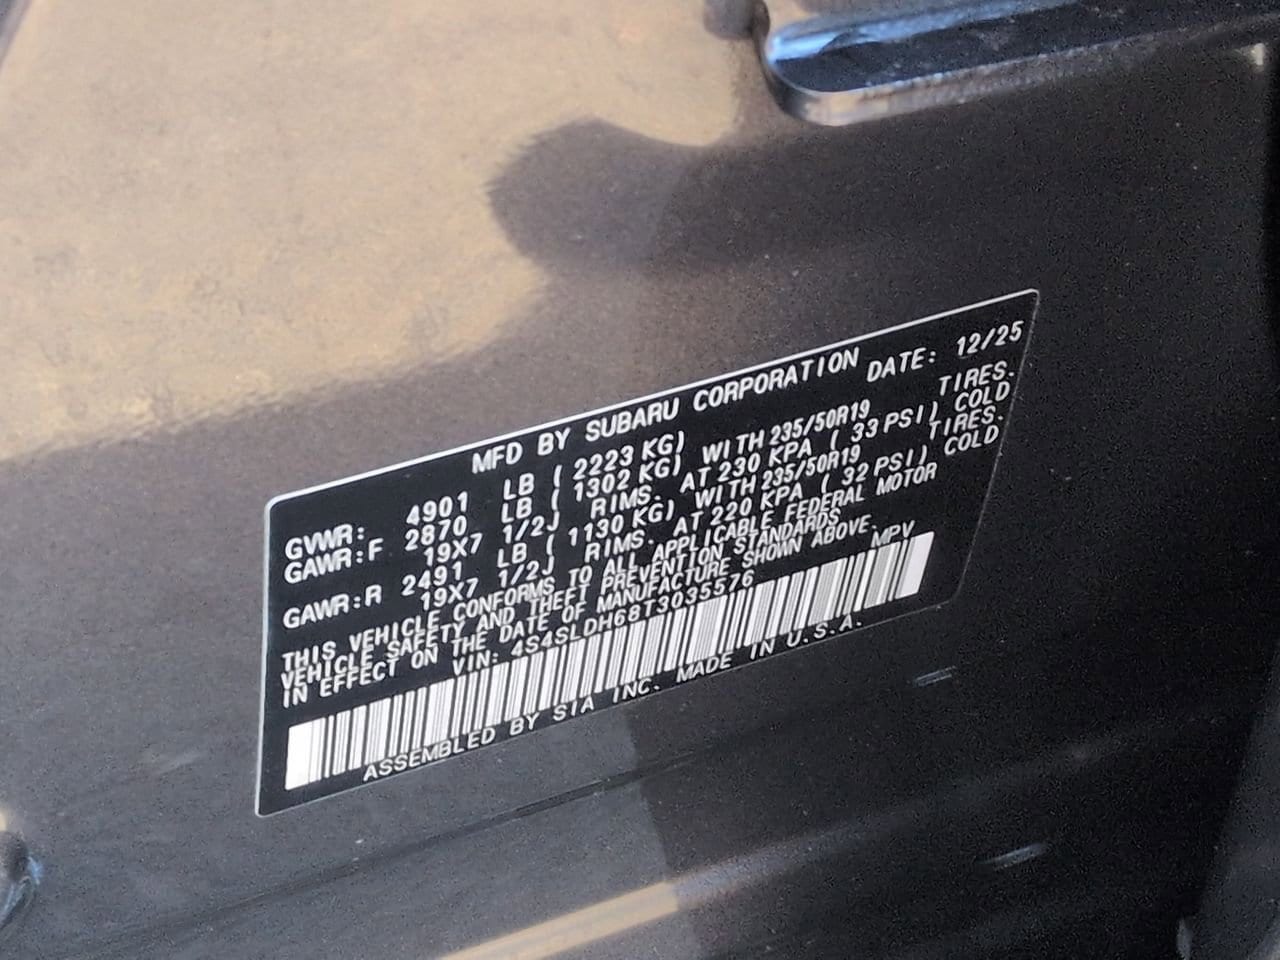 MFD BY SUBARU CORPORATION DATE: 12/25
GVWR: 4901 LB ( 2223 KG)
GAWR:F 2870 LB ( 1302 KG) WITH 235/50R19 TIRES.
19X7 1/2J RIMS. AT 230 KPA ( 33 PSI) COLD
GAWR:R 2491 LB ( 1130 KG) WITH 235/50R19 TIRES.
19X7 1/2J RIMS. AT 220 KPA ( 32 PSI) COLD
THIS VEHICLE CONFORMS TO ALL APPLICABLE FEDERAL MOTOR
VEHICLE SAFETY AND THEFT PREVENTION STANDARDS
IN EFFECT ON THE DATE OF MANUFACTURE SHOWN ABOVE.
VIN: 4S4SLDH68T3035576 MPV
ASSEMBLED BY SIA INC. MADE IN U.S.A.